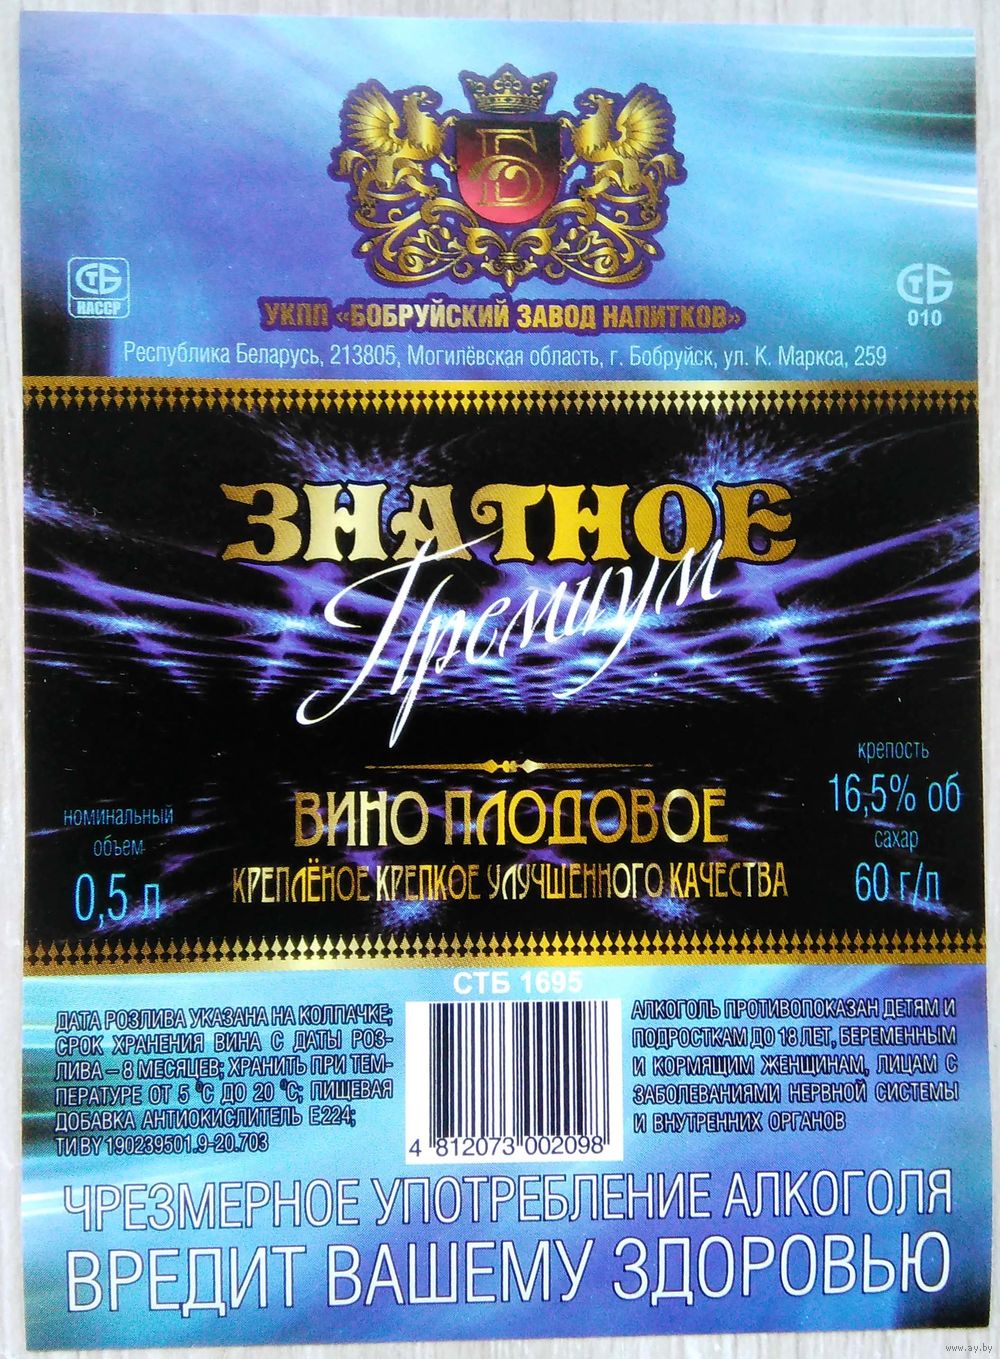 Б
СТБ
НАССР
СТБ
010
УКПП «БОБРУЙСКИЙ ЗАВОД НАПИТКОВ»
Республика Беларусь, 213805, Могилёвская область, г. Бобруйск, ул. К. Маркса, 259
ЗНАТНОЕ
Премиум
ВИНО ПЛОДОВОЕ
КРЕПЛЁНОЕ КРЕПКОЕ УЛУЧШЕННОГО КАЧЕСТВА
номинальный
объем
0,5 л
крепость
16,5% об
сахар
60 г/л
СТБ 1695
ДАТА РОЗЛИВА УКАЗАНА НА КОЛПАЧКЕ;
СРОК ХРАНЕНИЯ ВИНА С ДАТЫ РОЗ-
ЛИВА – 8 МЕСЯЦЕВ; ХРАНИТЬ ПРИ ТЕМ-
ПЕРАТУРЕ ОТ 5 °С ДО 20 °С; ПИЩЕВАЯ
ДОБАВКА АНТИОКИСЛИТЕЛЬ Е224;
ТИ BY 190239501.9-20.703
4 812073 002098
АЛКОГОЛЬ ПРОТИВОПОКАЗАН ДЕТЯМ И
ПОДРОСТКАМ ДО 18 ЛЕТ, БЕРЕМЕННЫМ
И КОРМЯЩИМ ЖЕНЩИНАМ, ЛИЦАМ С
ЗАБОЛЕВАНИЯМИ НЕРВНОЙ СИСТЕМЫ
И ВНУТРЕННИХ ОРГАНОВ
ЧРЕЗМЕРНОЕ УПОТРЕБЛЕНИЕ АЛКОГОЛЯ
ВРЕДИТ ВАШЕМУ ЗДОРОВЬЮ
www.ay.by